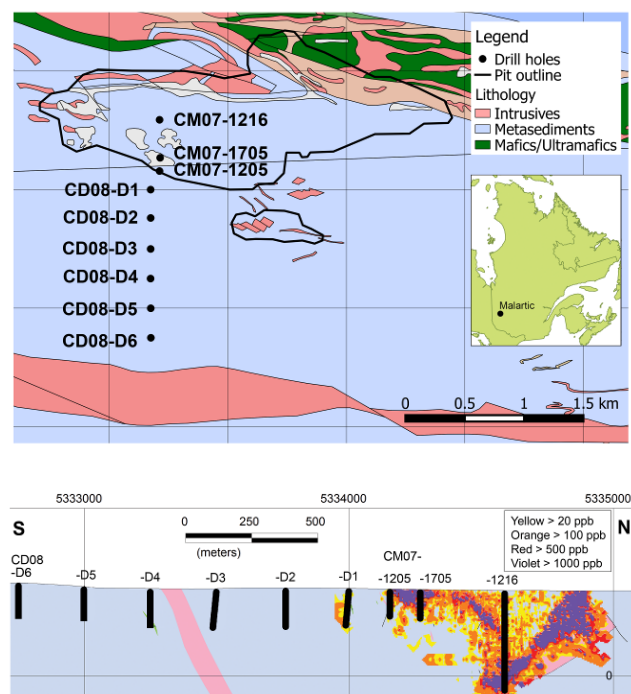 Legend
Drill holes
Pit outline
Lithology
Intrusives
Metasediments
Mafics/Ultramafics
CM07-1216
CM07-1705
CM07-1205
CD08-D1
CD08-D2
CD08-D3
CD08-D4
CD08-D5
CD08-D6
Malartic
0 0.5 1 1.5 km
5333000 5334000 5335000
S N
0 250 500
(meters)
Yellow > 20 ppb
Orange > 100 ppb
Red > 500 ppb
Violet > 1000 ppb
CD08
-D6 -D5 -D4 -D3 -D2 -D1
CM07-
-1205 -1705 -1216
0